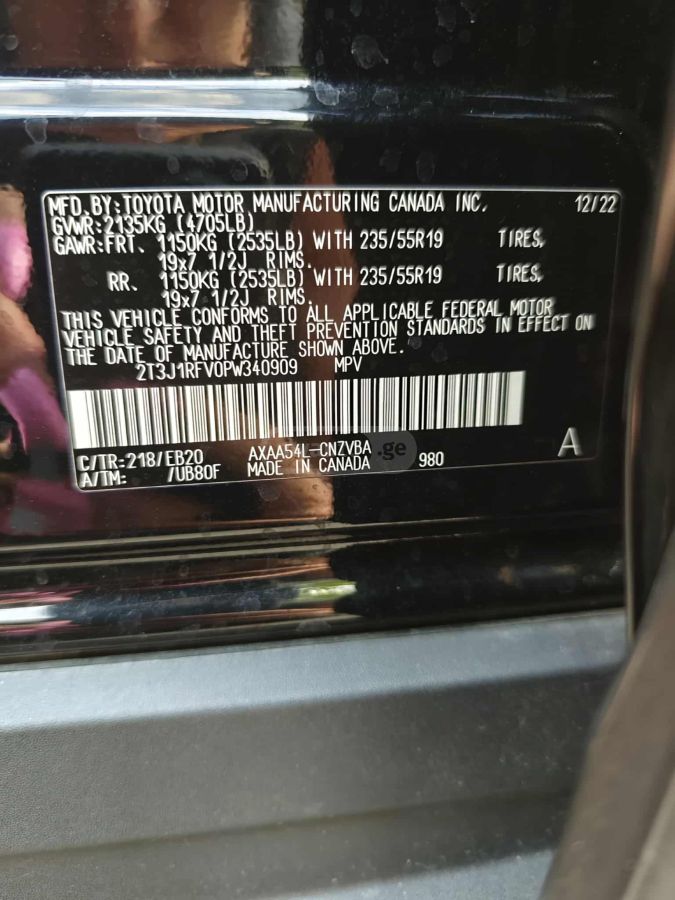 MFD.BY:TOYOTA MOTOR MANUFACTURING CANADA INC. 12/22
GVWR:2135KG (4705LB)
GAWR:FRT. 1150KG (2535LB) WITH 235/55R19 TIRES,
19x7 1/2J RIMS.
RR. 1150KG (2535LB) WITH 235/55R19 TIRES,
19x7 1/2J RIMS.
THIS VEHICLE CONFORMS TO ALL APPLICABLE FEDERAL MOTOR
VEHICLE SAFETY AND THEFT PREVENTION STANDARDS IN EFFECT ON
THE DATE OF MANUFACTURE SHOWN ABOVE.
2T3J1RFV0PW340909 MPV
C/TR:218/EB20 AXAA54L-CNZVBA A
A/TM: /UB80F MADE IN CANADA 980
.ge